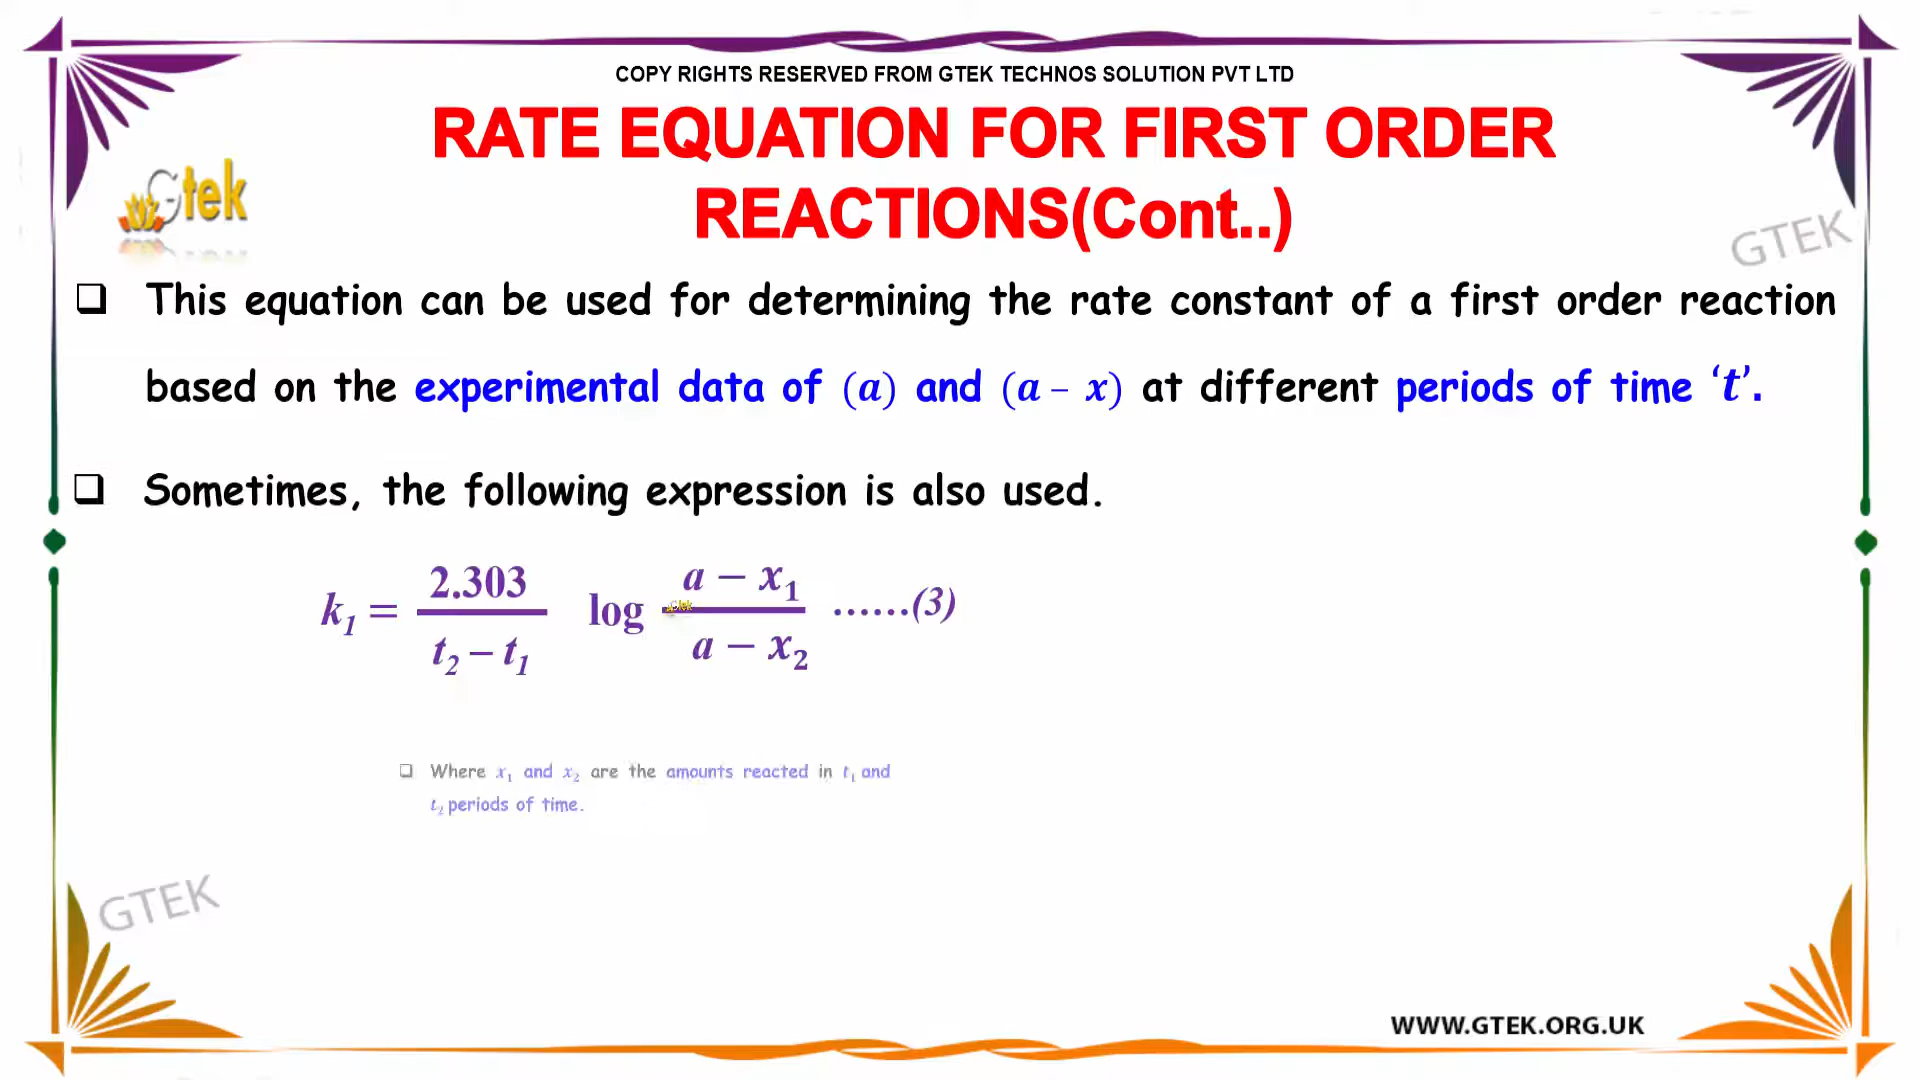 COPY RIGHTS RESERVED FROM GTEK TECHNOS SOLUTION PVT LTD
RATE EQUATION FOR FIRST ORDER
REACTIONS(Cont..)
Gtek
GTEK
❑ This equation can be used for determining the rate constant of a first order reaction
based on the experimental data of (a) and (a – x) at different periods of time ‘t’.
❑ Sometimes, the following expression is also used.
k₁ = 2.303 / (t₂ – t₁) log (a − x₁) / (a − x₂) ......(3)
❑ Where x₁ and x₂ are the amounts reacted in t₁ and
t₂ periods of time.
GTEK
WWW.GTEK.ORG.UK